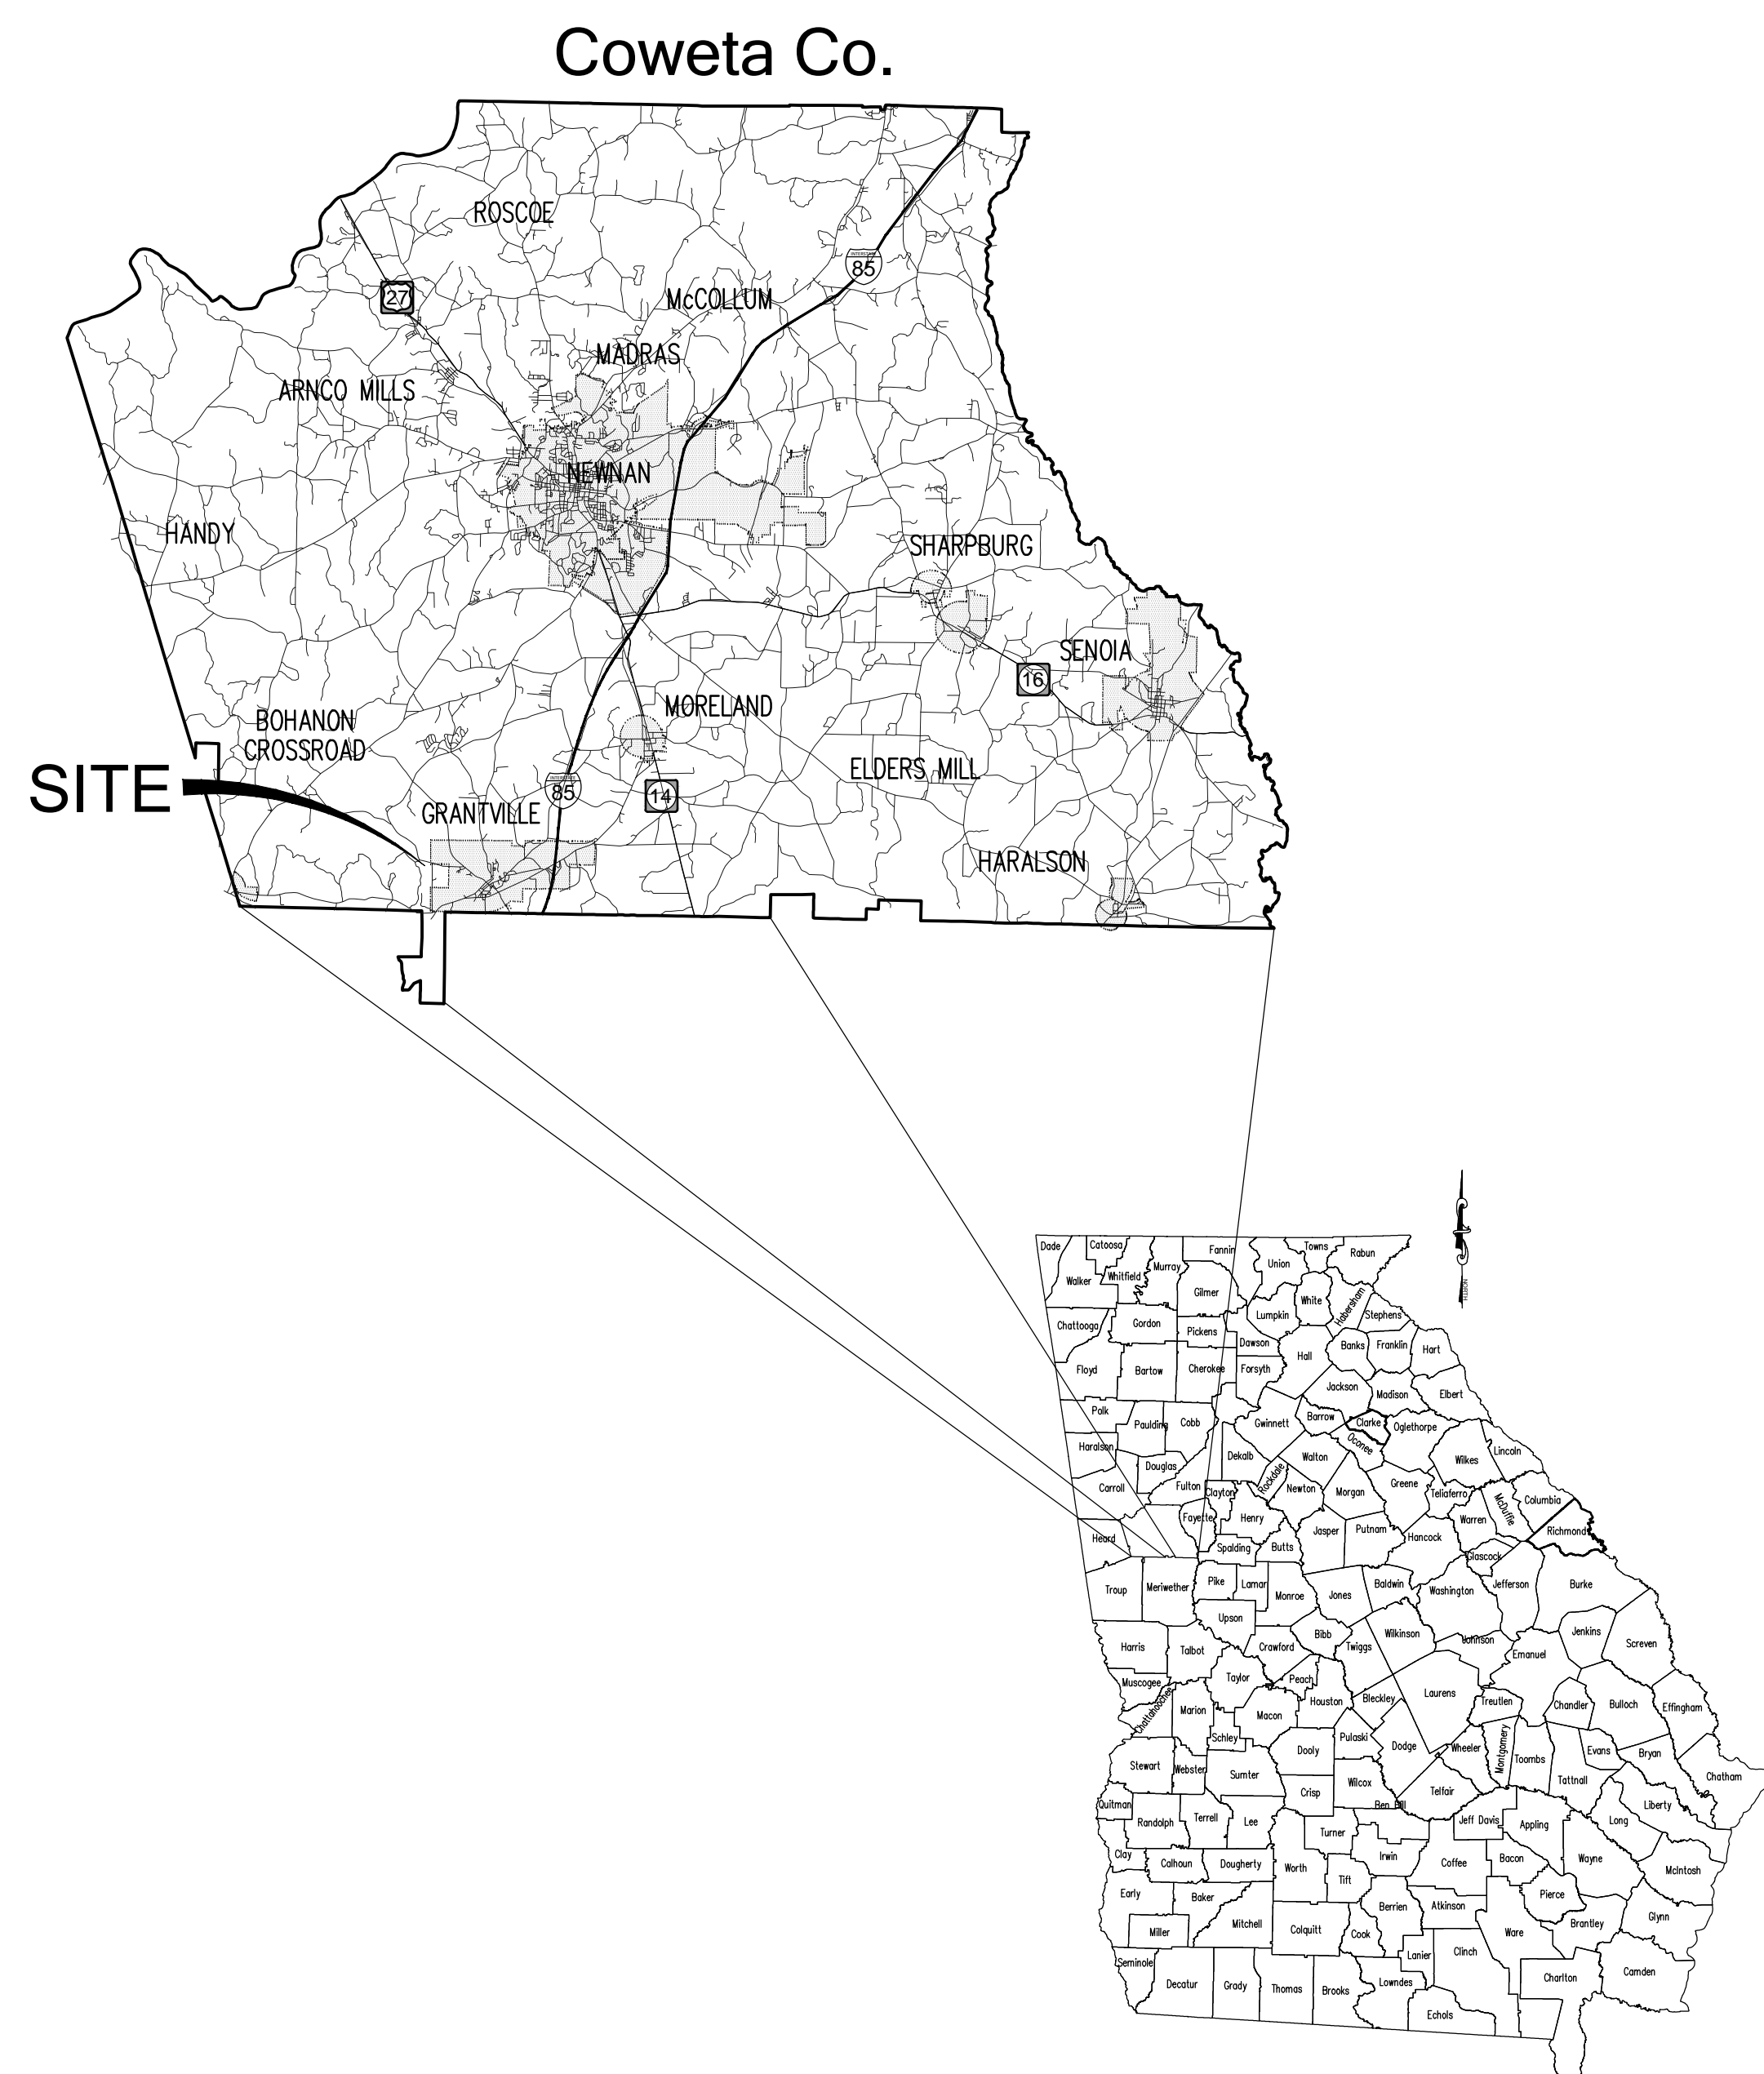 Coweta Co.
ROSCOE
INTERSTATE
85
27
McCOLLUM
MADRAS
ARNCO MILLS
NEWNAN
HANDY
SHARPBURG
SENOIA
16
MORELAND
BOHANON
CROSSROAD
ELDERS MILL
SITE
INTERSTATE
85
14
GRANTVILLE
HARALSON
NORTH
Dade
Catoosa
Fannin
Towns
Rabun
Union
Walker
Whitfield
Murray
Gilmer
White
Habersham
Lumpkin
Stephens
Chattooga
Gordon
Pickens
Dawson
Banks
Franklin
Hart
Hall
Floyd
Bartow
Cherokee
Forsyth
Jackson
Madison
Elbert
Polk
Paulding
Cobb
Gwinnett
Barrow
Clarke
Oglethorpe
Oconee
Haralson
Dekalb
Walton
Wilkes
Lincoln
Douglas
Rockdale
Carroll
Fulton
Clayton
Newton
Morgan
Greene
Teliaferro
McDuffie
Columbia
Fayette
Henry
Warren
Richmond
Heard
Jasper
Putnam
Hancock
Spalding
Butts
Glascock
Troup
Meriwether
Pike
Lamar
Monroe
Jones
Baldwin
Washington
Jefferson
Burke
Upson
Harris
Talbot
Crawford
Bibb
Twiggs
Wilkinson
Johnson
Jenkins
Screven
Emanuel
Muscogee
Taylor
Peach
Chattahoochee
Marion
Macon
Houston
Bleckley
Laurens
Treutlen
Chandler
Bulloch
Effingham
Schley
Dooly
Pulaski
Dodge
Wheeler
Montgomery
Toombs
Evans
Bryan
Stewart
Webster
Sumter
Wilcox
Tattnall
Chatham
Crisp
Telfair
Quitman
Ben Hill
Liberty
Randolph
Terrell
Lee
Turner
Jeff Davis
Appling
Long
Clay
Calhoun
Dougherty
Worth
Irwin
Coffee
Bacon
Wayne
McIntosh
Tift
Early
Baker
Berrien
Atkinson
Pierce
Miller
Mitchell
Colquitt
Cook
Ware
Brantley
Glynn
Seminole
Lanier
Clinch
Decatur
Grady
Thomas
Brooks
Lowndes
Charlton
Camden
Echols